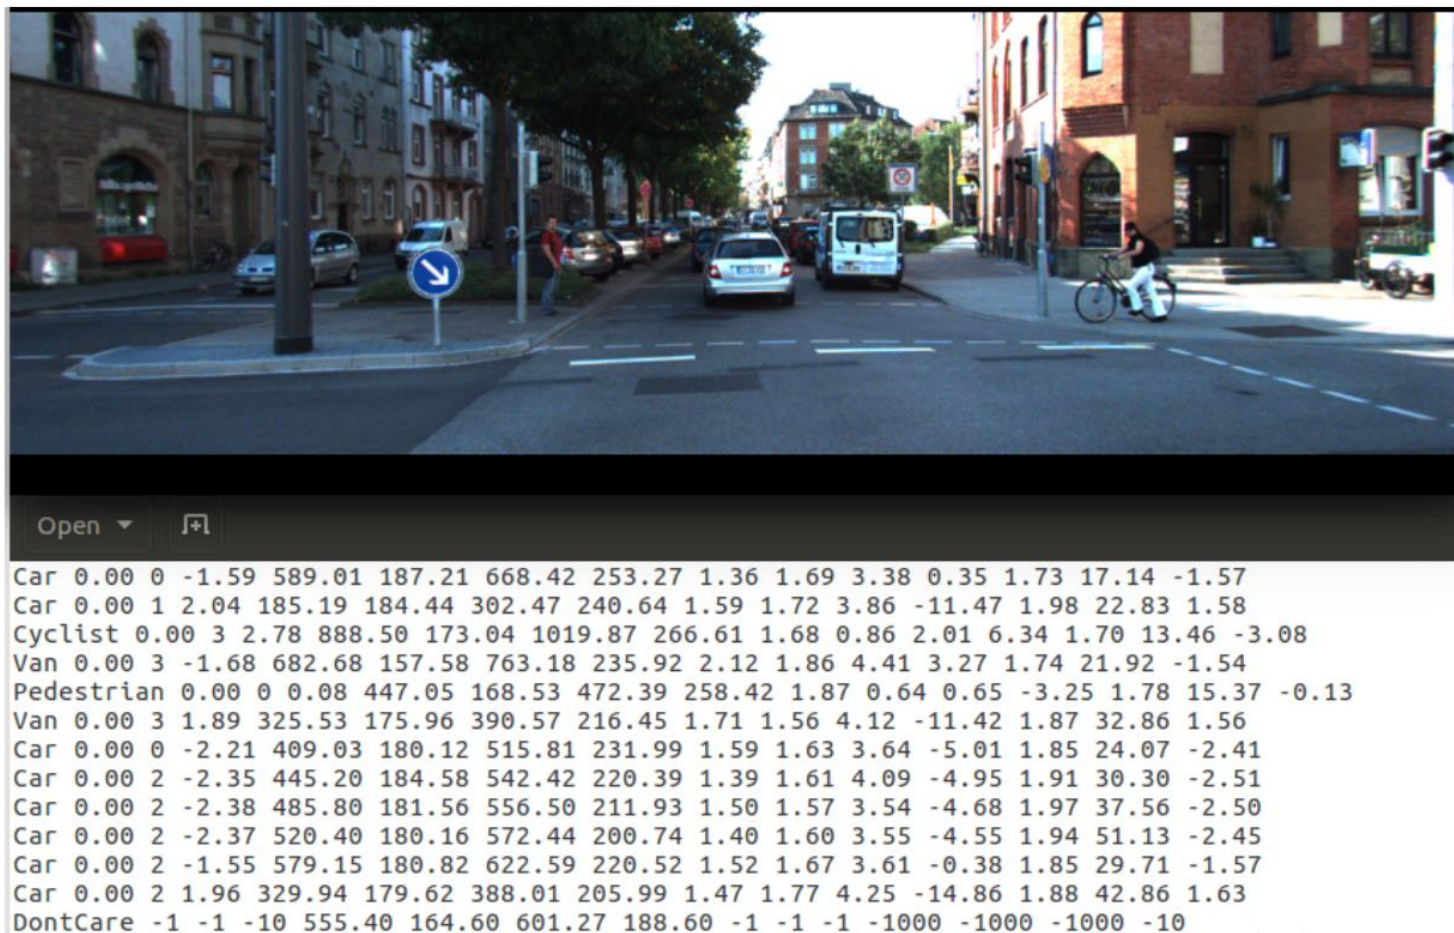 Open
Car 0.00 0 -1.59 589.01 187.21 668.42 253.27 1.36 1.69 3.38 0.35 1.73 17.14 -1.57
Car 0.00 1 2.04 185.19 184.44 302.47 240.64 1.59 1.72 3.86 -11.47 1.98 22.83 1.58
Cyclist 0.00 3 2.78 888.50 173.04 1019.87 266.61 1.68 0.86 2.01 6.34 1.70 13.46 -3.08
Van 0.00 3 -1.68 682.68 157.58 763.18 235.92 2.12 1.86 4.41 3.27 1.74 21.92 -1.54
Pedestrian 0.00 0 0.08 447.05 168.53 472.39 258.42 1.87 0.64 0.65 -3.25 1.78 15.37 -0.13
Van 0.00 3 1.89 325.53 175.96 390.57 216.45 1.71 1.56 4.12 -11.42 1.87 32.86 1.56
Car 0.00 0 -2.21 409.03 180.12 515.81 231.99 1.59 1.63 3.64 -5.01 1.85 24.07 -2.41
Car 0.00 2 -2.35 445.20 184.58 542.42 220.39 1.39 1.61 4.09 -4.95 1.91 30.30 -2.51
Car 0.00 2 -2.38 485.80 181.56 556.50 211.93 1.50 1.57 3.54 -4.68 1.97 37.56 -2.50
Car 0.00 2 -2.37 520.40 180.16 572.44 200.74 1.40 1.60 3.55 -4.55 1.94 51.13 -2.45
Car 0.00 2 -1.55 579.15 180.82 622.59 220.52 1.52 1.67 3.61 -0.38 1.85 29.71 -1.57
Car 0.00 2 1.96 329.94 179.62 388.01 205.99 1.47 1.77 4.25 -14.86 1.88 42.86 1.63
DontCare -1 -1 -10 555.40 164.60 601.27 188.60 -1 -1 -1 -1000 -1000 -1000 -10